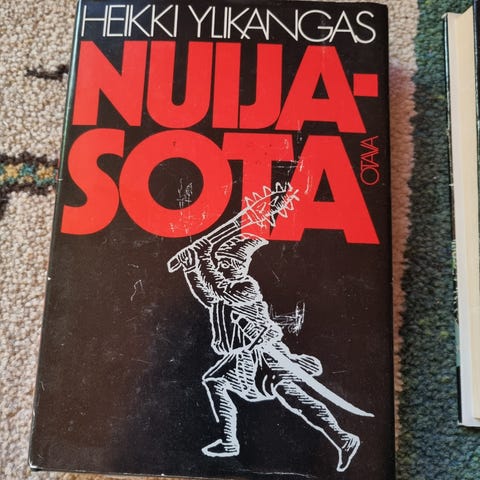 HEIKKI YLIKANGAS
NUIJA-
SOTA
OTAVA